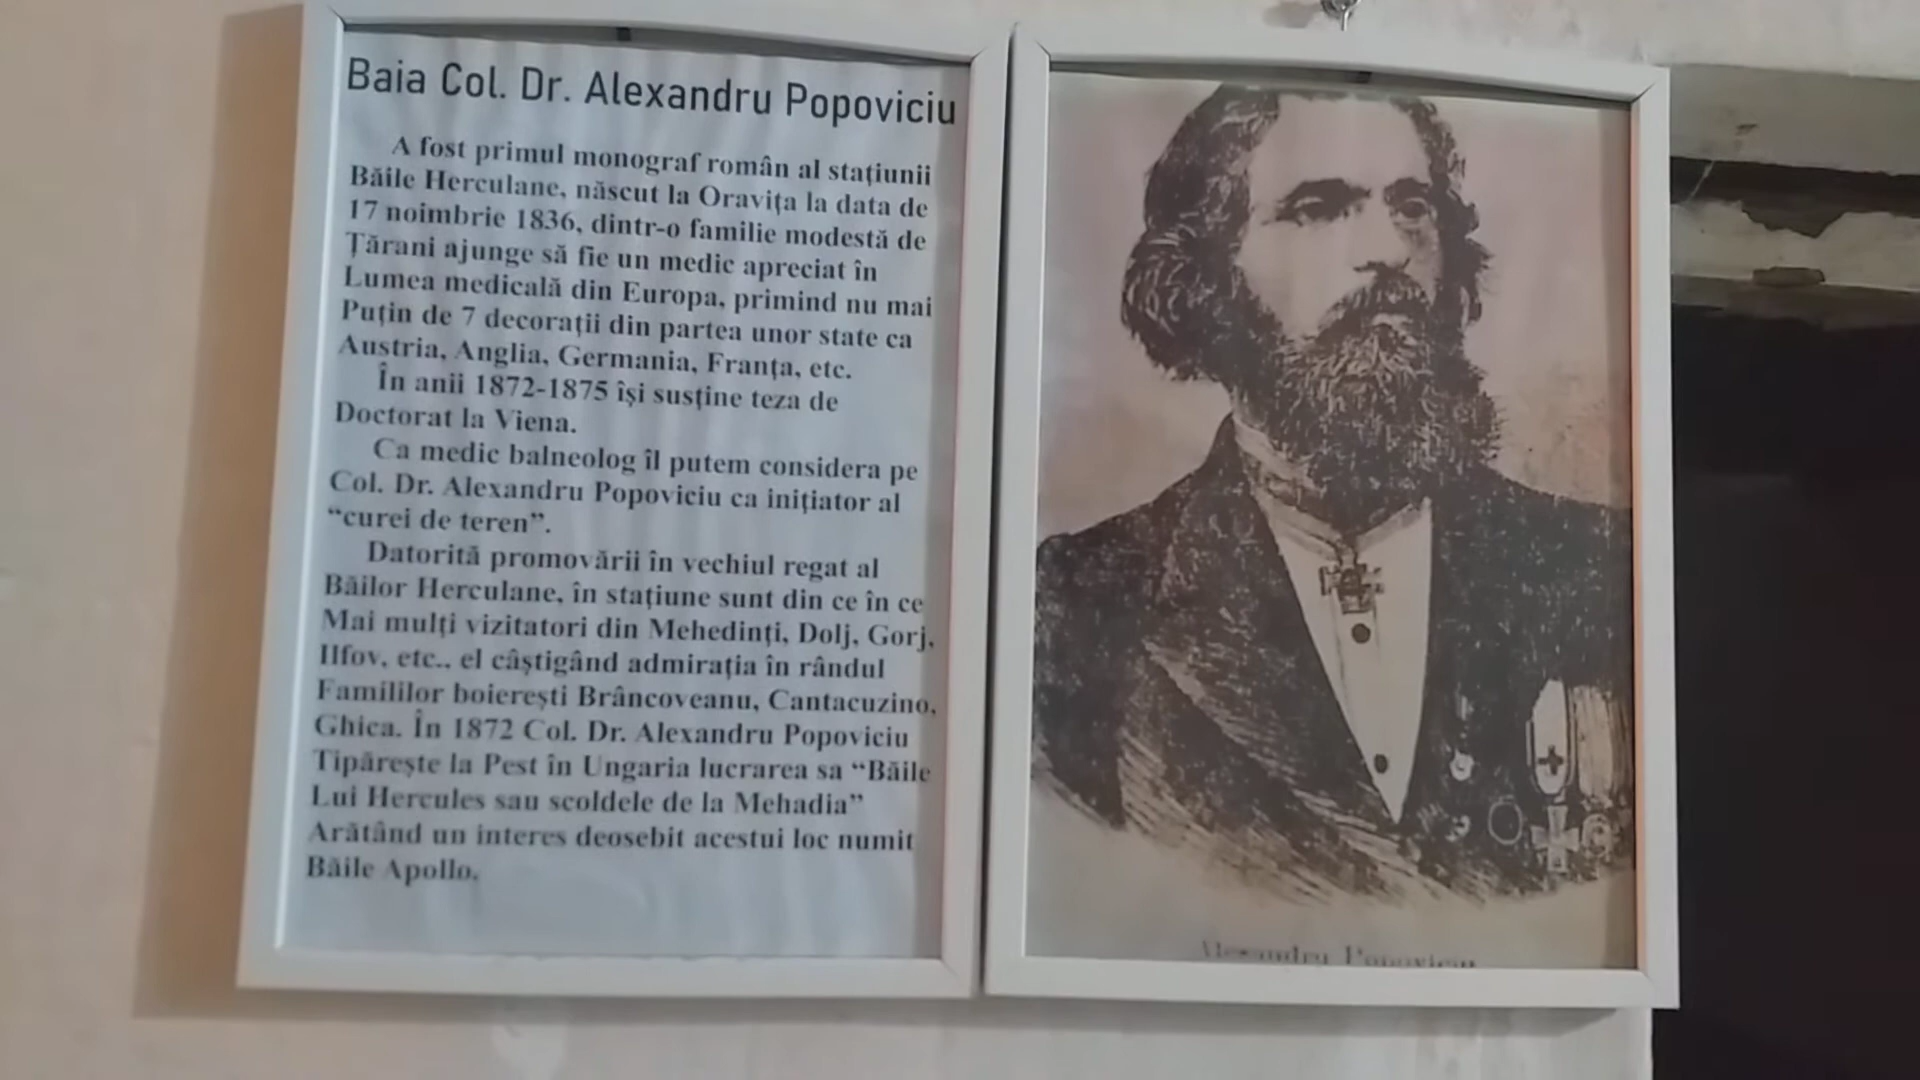 Baia Col. Dr. Alexandru Popoviciu
A fost primul monograf român al stațiunii
Băile Herculane, născut la Oravița la data de
17 noimbrie 1836, dintr-o familie modestă de
Țărani ajunge să fie un medic apreciat în
Lumea medicală din Europa, primind nu mai
Puțin de 7 decorații din partea unor state ca
Austria, Anglia, Germania, Franța, etc.
În anii 1872-1875 își susține teza de
Doctorat la Viena.
Ca medic balneolog îl putem considera pe
Col. Dr. Alexandru Popoviciu ca inițiator al
“curei de teren”.
Datorită promovării în vechiul regat al
Băilor Herculane, în stațiune sunt din ce în ce
Mai mulți vizitatori din Mehedinți, Dolj, Gorj,
Ilfov, etc., el câștigând admirația în rândul
Famililor boierești Brâncoveanu, Cantacuzino,
Ghica. În 1872 Col. Dr. Alexandru Popoviciu
Tipărește la Pest în Ungaria lucrarea sa “Băile
Lui Hercules sau scoldele de la Mehadia”
Arătând un interes deosebit acestui loc numit
Băile Apollo.
Alesandru Popoviciu